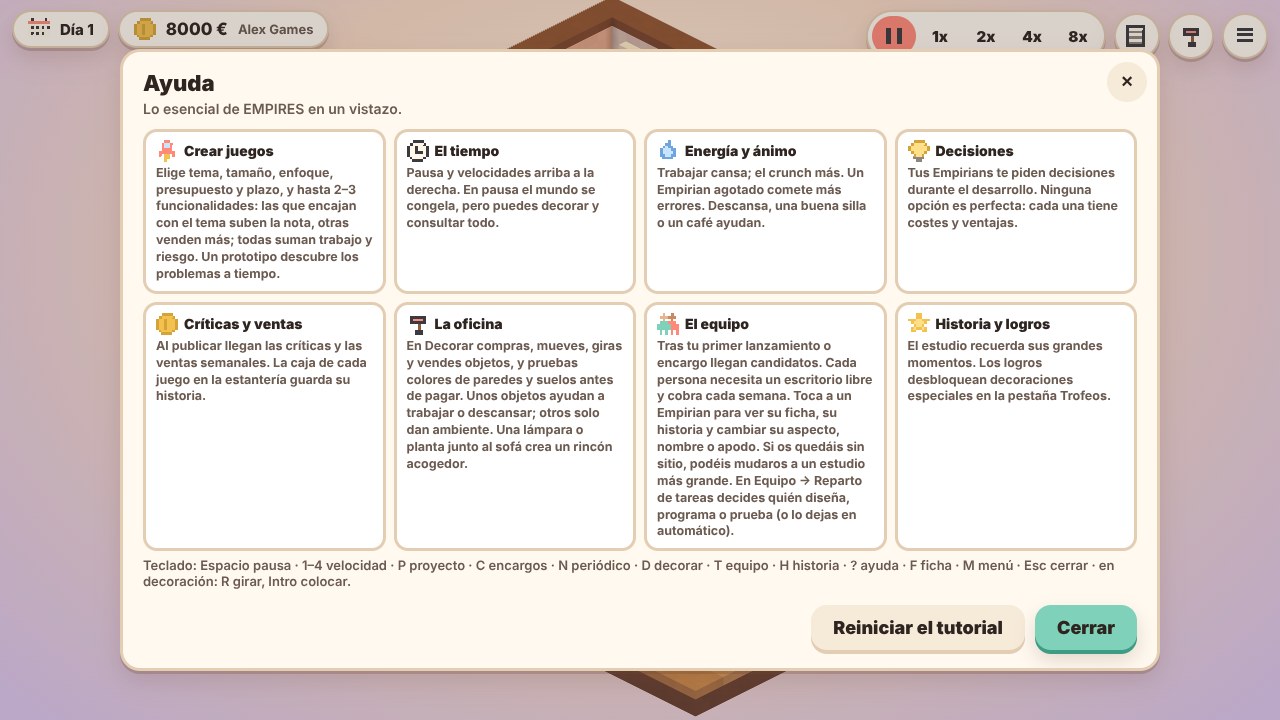 Día 1
8000 € Alex Games
1x 2x 4x 8x
Ayuda
×
Lo esencial de EMPIRES en un vistazo.
Crear juegos
Elige tema, tamaño, enfoque,
presupuesto y plazo, y hasta 2–3
funcionalidades: las que encajan
con el tema suben la nota, otras
venden más; todas suman trabajo y
riesgo. Un prototipo descubre los
problemas a tiempo.
El tiempo
Pausa y velocidades arriba a la
derecha. En pausa el mundo se
congela, pero puedes decorar y
consultar todo.
Energía y ánimo
Trabajar cansa; el crunch más. Un
Empirian agotado comete más
errores. Descansa, una buena silla
o un café ayudan.
Decisiones
Tus Empirians te piden decisiones
durante el desarrollo. Ninguna
opción es perfecta: cada una tiene
costes y ventajas.
Críticas y ventas
Al publicar llegan las críticas y las
ventas semanales. La caja de cada
juego en la estantería guarda su
historia.
La oficina
En Decorar compras, mueves, giras
y vendes objetos, y pruebas
colores de paredes y suelos antes
de pagar. Unos objetos ayudan a
trabajar o descansar; otros solo
dan ambiente. Una lámpara o
planta junto al sofá crea un rincón
acogedor.
El equipo
Tras tu primer lanzamiento o
encargo llegan candidatos. Cada
persona necesita un escritorio libre
y cobra cada semana. Toca a un
Empirian para ver su ficha, su
historia y cambiar su aspecto,
nombre o apodo. Si os quedáis sin
sitio, podéis mudaros a un estudio
más grande. En Equipo → Reparto
de tareas decides quién diseña,
programa o prueba (o lo dejas en
automático).
Historia y logros
El estudio recuerda sus grandes
momentos. Los logros
desbloquean decoraciones
especiales en la pestaña Trofeos.
Teclado: Espacio pausa · 1–4 velocidad · P proyecto · C encargos · N periódico · D decorar · T equipo · H historia · ? ayuda · F ficha · M menú · Esc cerrar · en
decoración: R girar, Intro colocar.
Reiniciar el tutorial
Cerrar